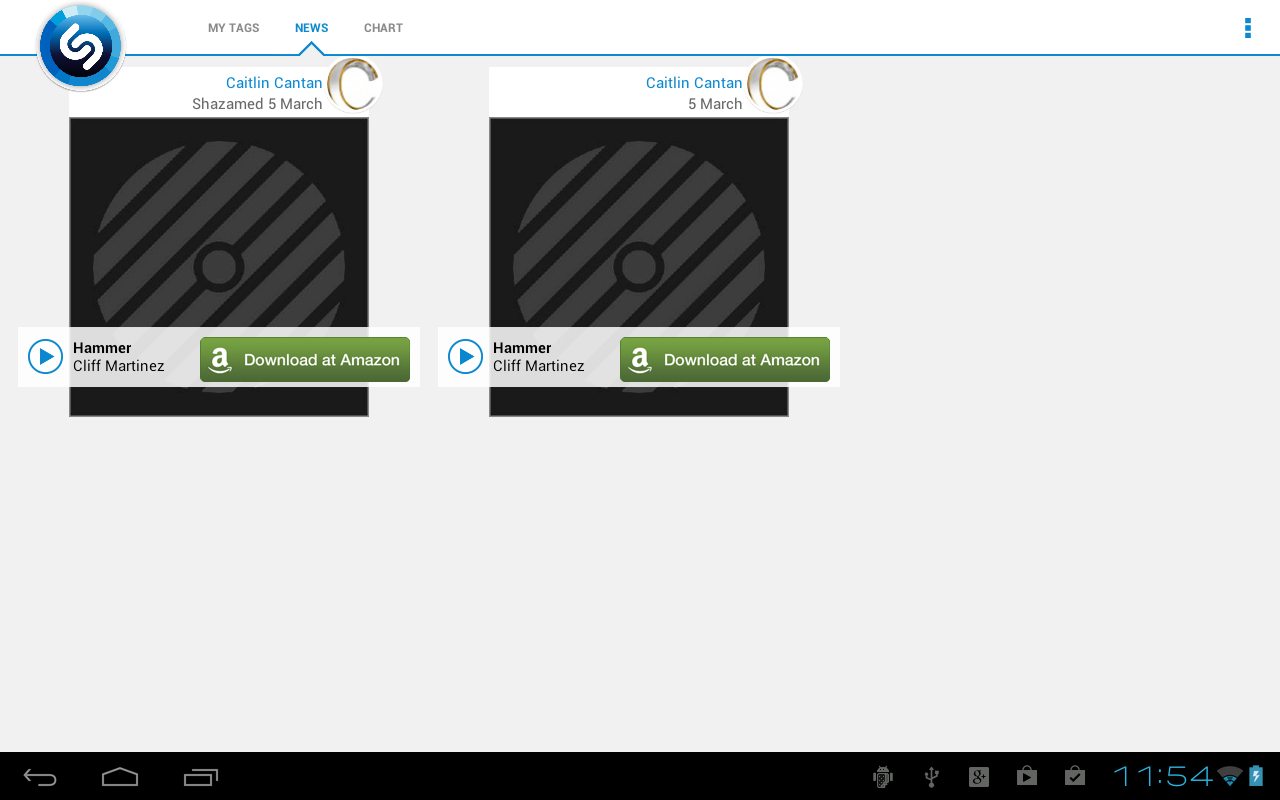 MY TAGS NEWS CHART
Caitlin Cantan
Shazamed 5 March
Hammer
Cliff Martinez
Download at Amazon
Caitlin Cantan
5 March
Hammer
Cliff Martinez
Download at Amazon
11:54